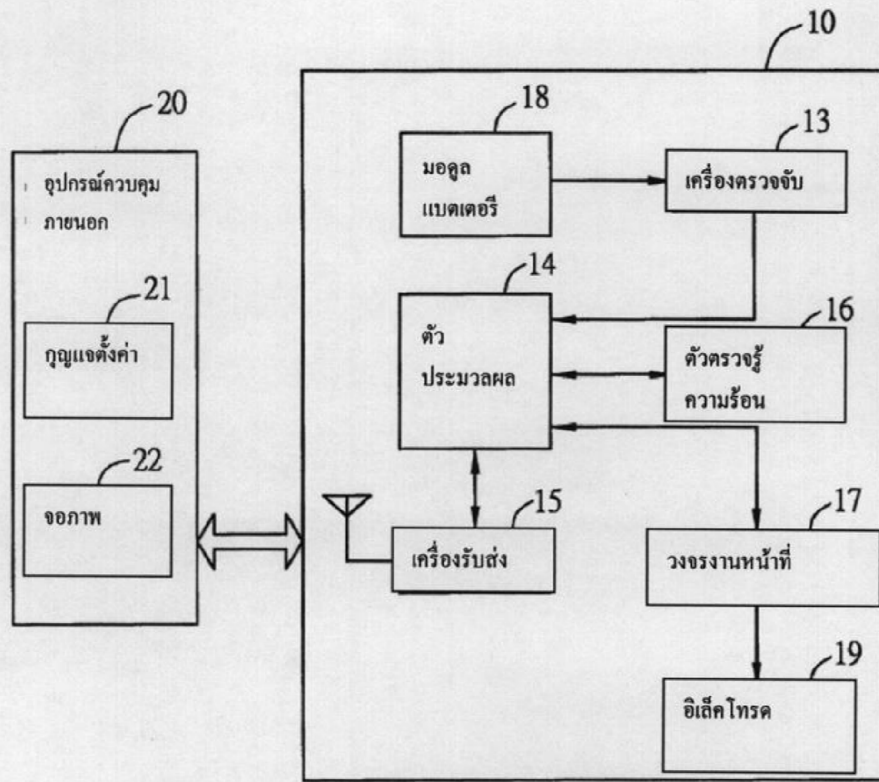 10
20
อุปกรณ์ควบคุม
ภายนอก
21
กุญแจตั้งค่า
22
จอภาพ
18
มอดูล
แบตเตอรี
13
เครื่องตรวจจับ
14
ตัว
ประมวลผล
16
ตัวตรวจรู้
ความร้อน
15
เครื่องรับส่ง
17
วงจรงานหน้าที่
19
อิเล็คโทรด